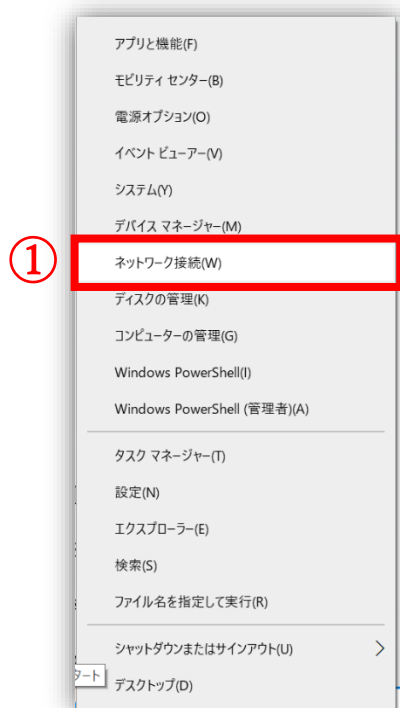 アプリと機能(F)
モビリティ センター(B)
電源オプション(O)
イベント ビューアー(V)
システム(Y)
デバイス マネージャー(M)
①
ネットワーク接続(W)
ディスクの管理(K)
コンピューターの管理(G)
Windows PowerShell(I)
Windows PowerShell (管理者)(A)
タスク マネージャー(T)
設定(N)
エクスプローラー(E)
検索(S)
ファイル名を指定して実行(R)
シャットダウンまたはサインアウト(U)
タート
デスクトップ(D)